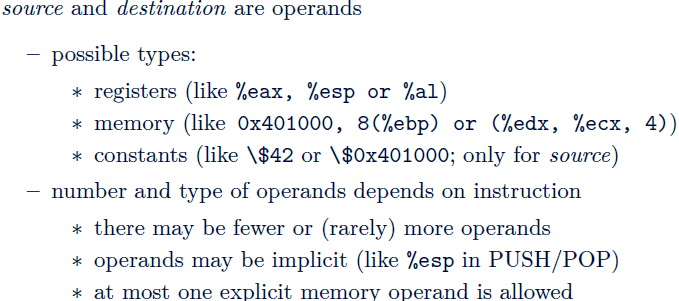 source and destination are operands
– possible types:
* registers (like %eax, %esp or %al)
* memory (like 0x401000, 8(%ebp) or (%edx, %ecx, 4))
* constants (like \$42 or \$0x401000; only for source)
– number and type of operands depends on instruction
* there may be fewer or (rarely) more operands
* operands may be implicit (like %esp in PUSH/POP)
* at most one explicit memory operand is allowed